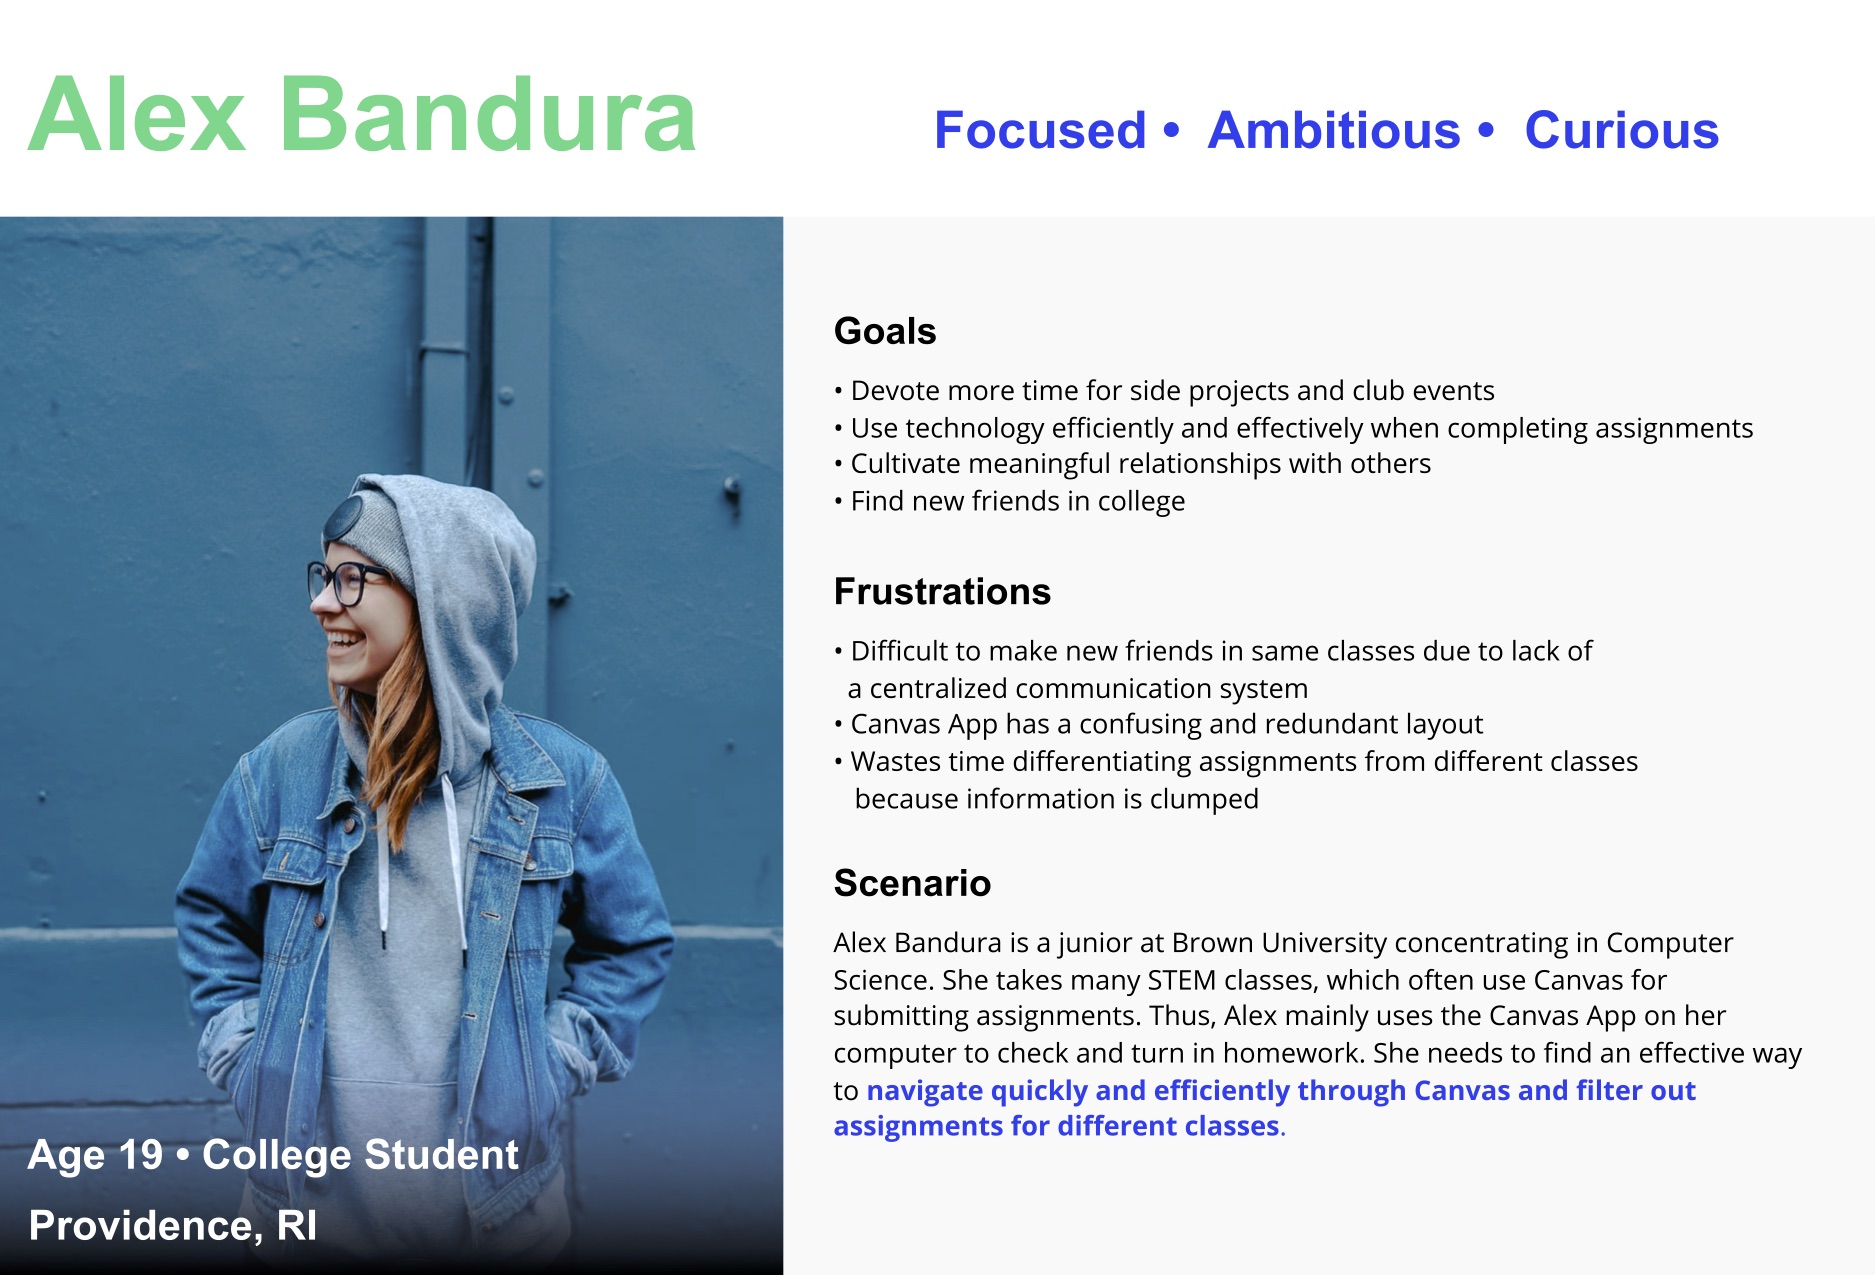 Alex Bandura
Focused • Ambitious • Curious
Goals
• Devote more time for side projects and club events
• Use technology efficiently and effectively when completing assignments
• Cultivate meaningful relationships with others
• Find new friends in college
Frustrations
• Difficult to make new friends in same classes due to lack of
a centralized communication system
• Canvas App has a confusing and redundant layout
• Wastes time differentiating assignments from different classes
because information is clumped
Scenario
Alex Bandura is a junior at Brown University concentrating in Computer
Science. She takes many STEM classes, which often use Canvas for
submitting assignments. Thus, Alex mainly uses the Canvas App on her
computer to check and turn in homework. She needs to find an effective way
to navigate quickly and efficiently through Canvas and filter out
assignments for different classes.
Age 19 • College Student
Providence, RI